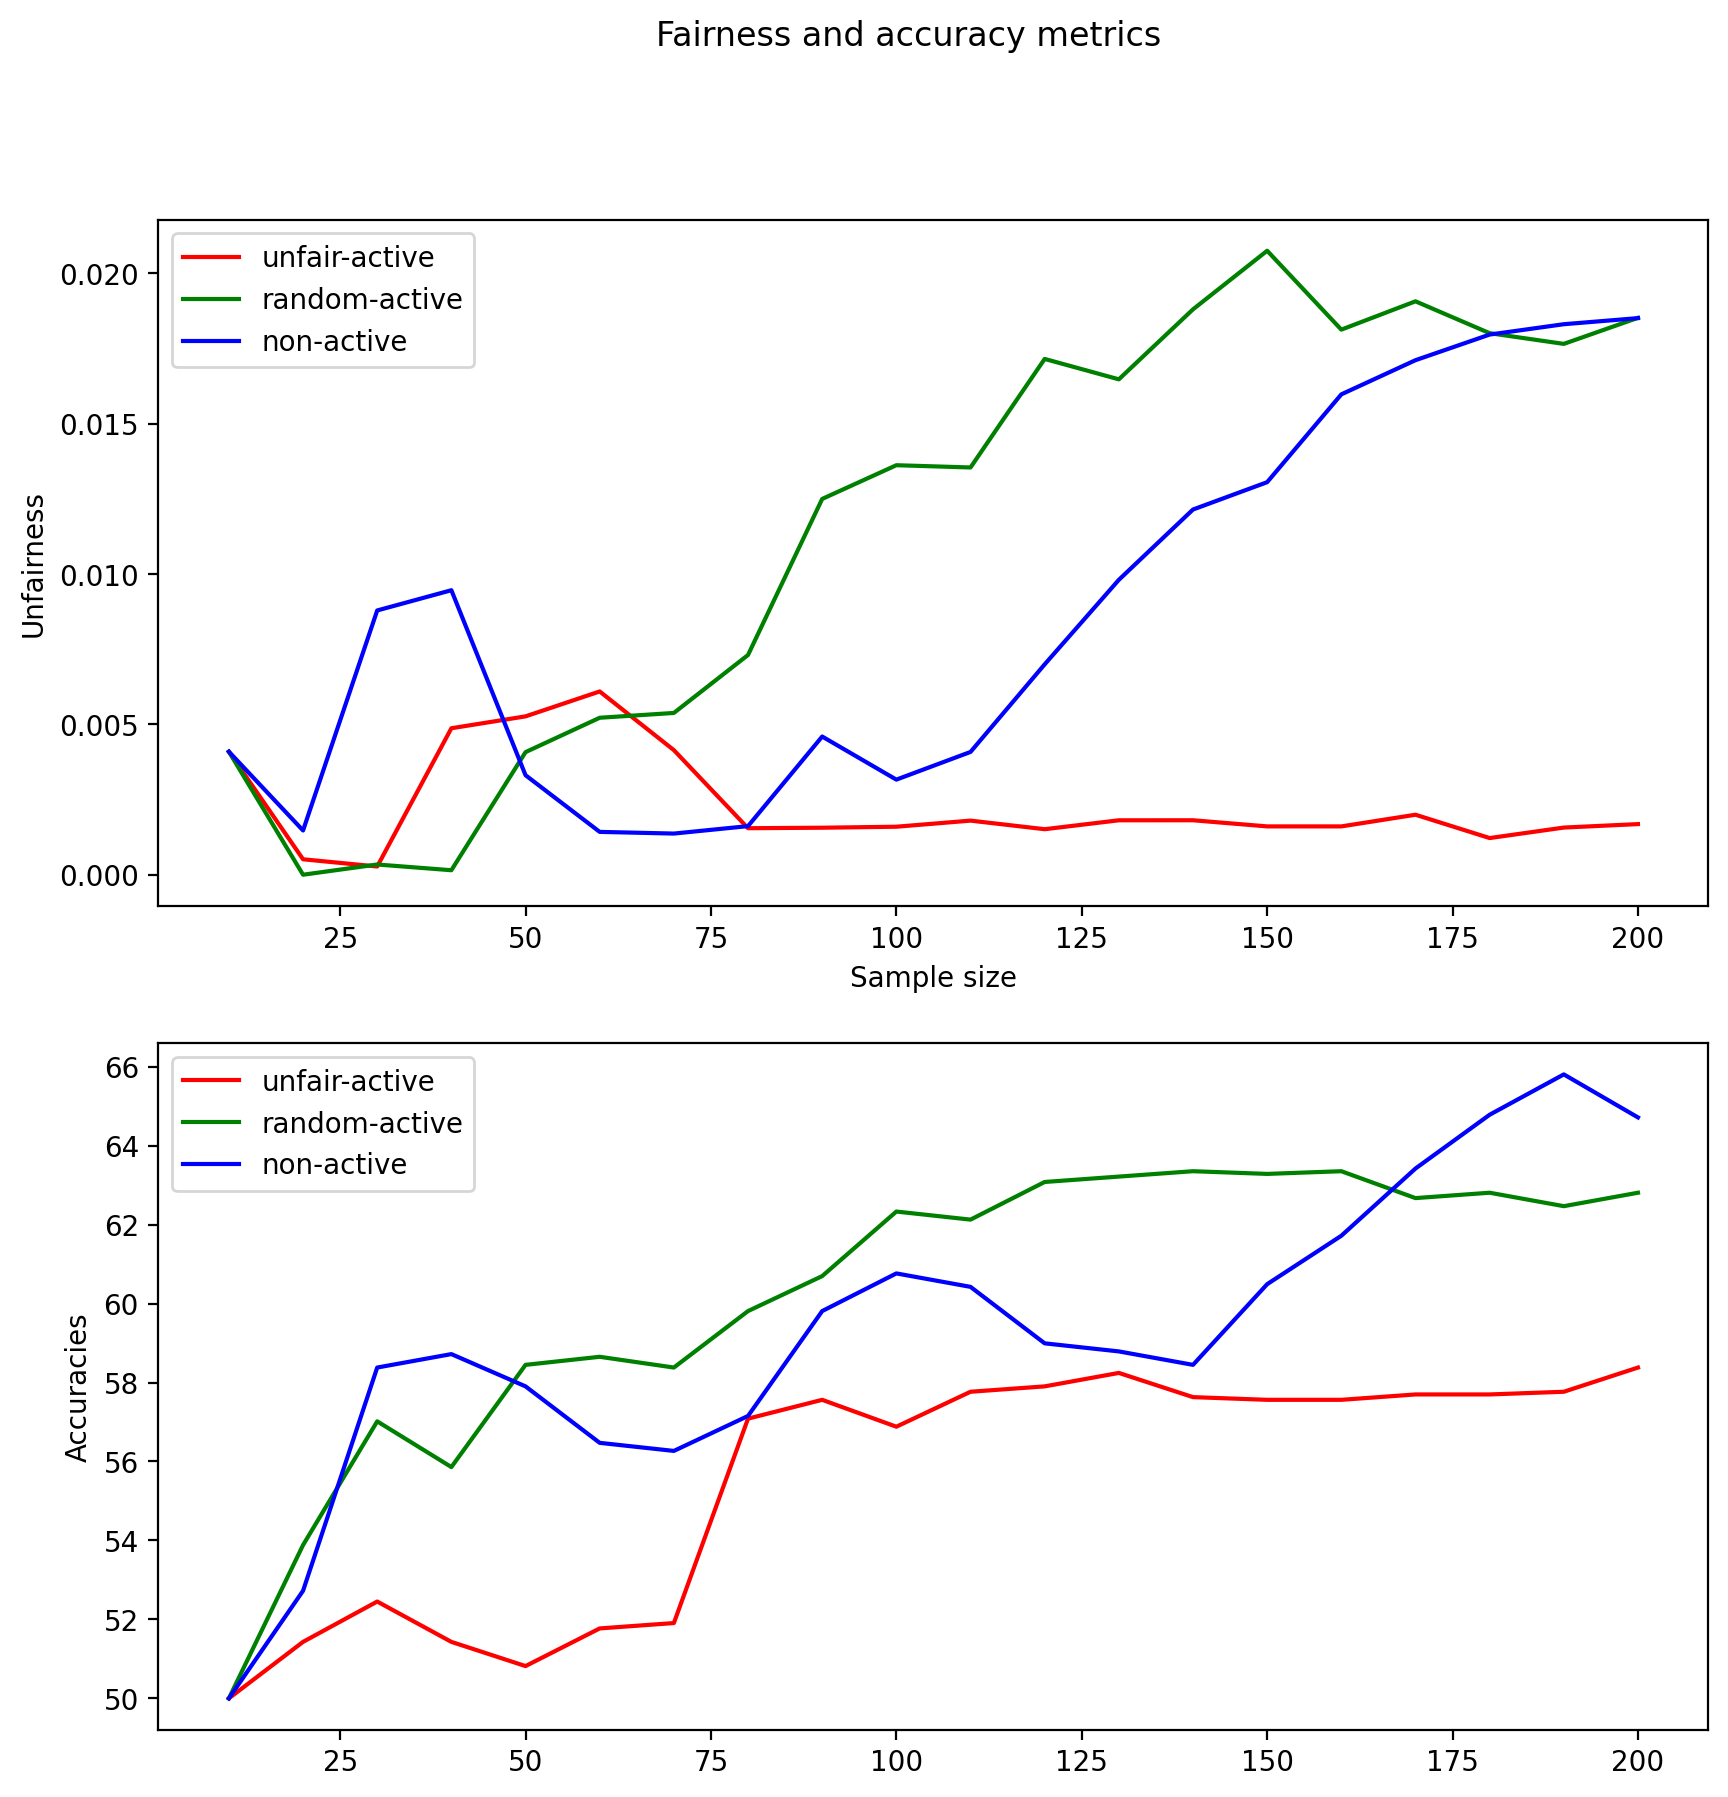 Fairness and accuracy metrics
unfair-active
random-active
non-active
0.020
0.015
0.010
0.005
0.000
Unfairness
25 50 75 100 125 150 175 200
Sample size
unfair-active
random-active
non-active
66
64
62
60
58
56
54
52
50
Accuracies
25 50 75 100 125 150 175 200